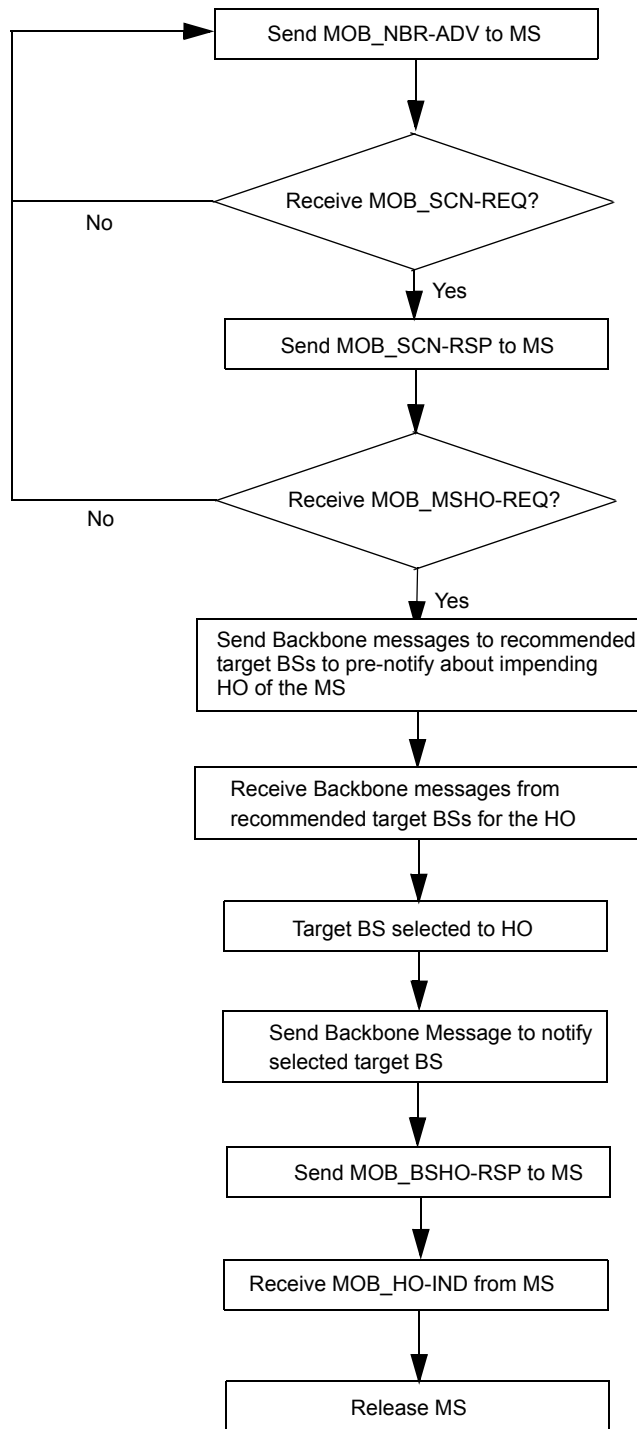 Send MOB_NBR-ADV to MS
Receive MOB_SCN-REQ?
No
Yes
Send MOB_SCN-RSP to MS
Receive MOB_MSHO-REQ?
No
Yes
Send Backbone messages to recommended
target BSs to pre-notify about impending
HO of the MS
Receive Backbone messages from
recommended target BSs for the HO
Target BS selected to HO
Send Backbone Message to notify
selected target BS
Send MOB_BSHO-RSP to MS
Receive MOB_HO-IND from MS
Release MS